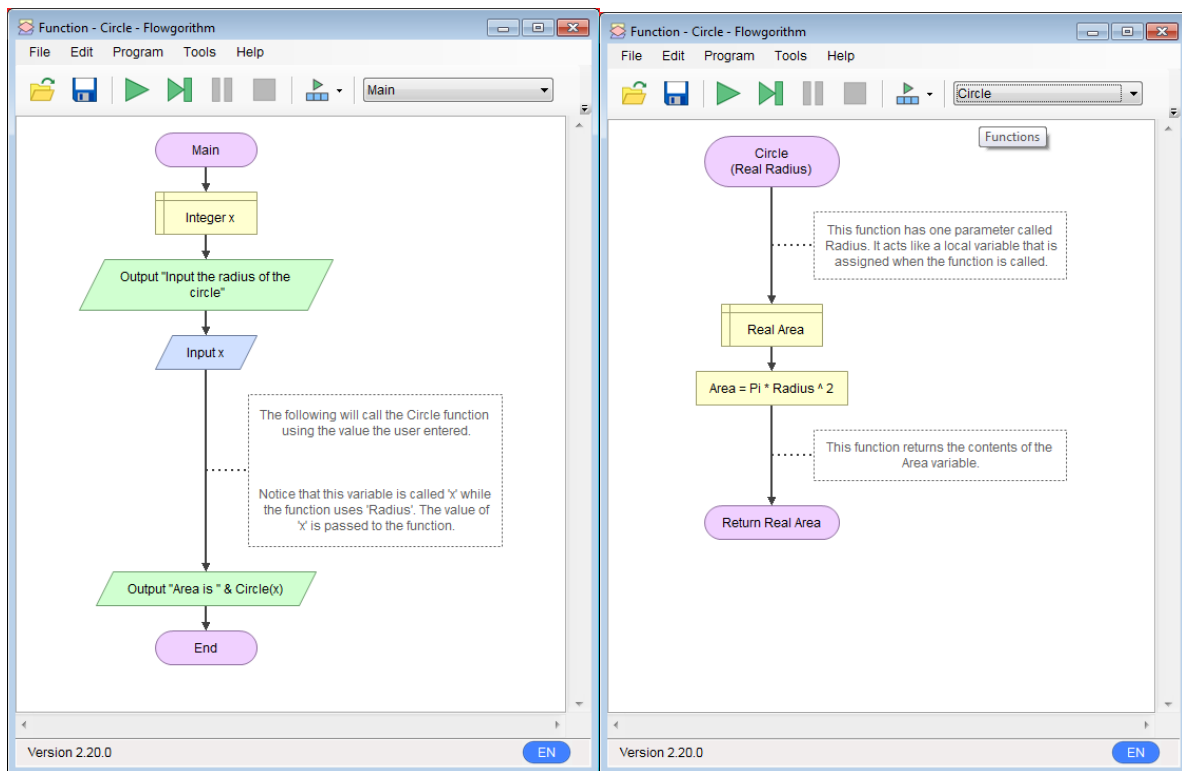 Function - Circle - Flowgorithm
File Edit Program Tools Help
Main
Main
Integer x
Output "Input the radius of the
circle"
Input x
The following will call the Circle function
using the value the user entered.
Notice that this variable is called 'x' while
the function uses 'Radius'. The value of
'x' is passed to the function.
Output "Area is " & Circle(x)
End
Version 2.20.0
EN
Function - Circle - Flowgorithm
File Edit Program Tools Help
Circle
Functions
Circle
(Real Radius)
This function has one parameter called
Radius. It acts like a local variable that is
assigned when the function is called.
Real Area
Area = Pi * Radius ^ 2
This function returns the contents of the
Area variable.
Return Real Area
Version 2.20.0
EN